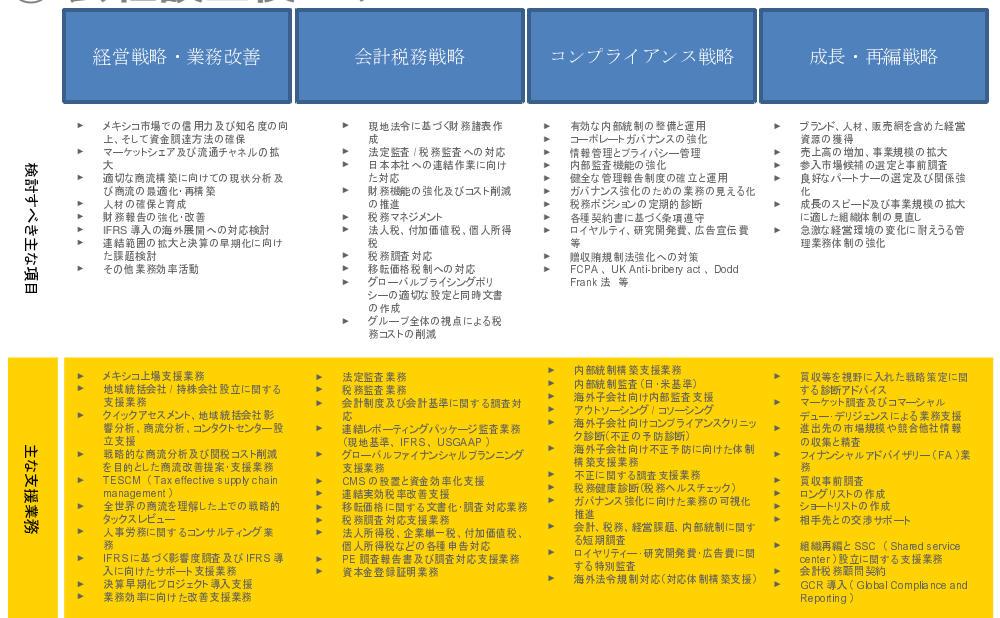 経営戦略・業務改善
会計税務戦略
コンプライアンス戦略
成長・再編戦略
検討すべき主な項目
► メキシコ市場での信用力及び知名度の向
上、そして資金調達方法の確保
► マーケットシェア及び流通チャネルの拡
大
► 適切な商流構築に向けての現状分析及
び商流の最適化・再構築
► 人材の確保と育成
► 財務報告の強化・改善
► IFRS 導入の海外展開への対応検討
► 連結範囲の拡大と決算の早期化に向け
た課題検討
► その他業務効率活動
► 現地法令に基づく財務諸表作
成
► 法定監査 / 税務監査への対応
► 日本本社への連結作業に向け
た対応
► 財務機能の強化及びコスト削減
の推進
► 税務マネジメント
► 法人税、付加価値税、個人所得
税
► 税務調査対応
► 移転価格税制への対応
► グローバルプライシングポリ
シーの適切な設定と同時文書
の作成
► グループ全体の視点による税
務コストの削減
► 有効な内部統制の整備と運用
► コーポレートガバナンスの強化
► 情報管理とプライバシー管理
► 内部監査機能の強化
► 健全な管理報告制度の確立と運用
► ガバナンス強化のための業務の見える化
► 税務ポジションの定期的診断
► 各種契約書に基づく条項遵守
► ロイヤルティ、研究開発費、広告宣伝費
等
► 贈収賄規制法強化への対策
► FCPA 、 UK Anti-bribery act 、 Dodd
Frank 法 等
► ブランド、人材、販売網を含めた経営
資源の獲得
► 売上高の増加、事業規模の拡大
► 参入市場候補の選定と事前調査
► 良好なパートナーの選定及び関係強
化
► 成長のスピード及び事業規模の拡大
に適した組織体制の見直し
► 急激な経営環境の変化に耐えうる管
理業務体制の強化
主な支援業務
► メキシコ上場支援業務
► 地域統括会社 / 持株会社設立に関する
支援業務
► クイックアセスメント、地域統括会社影
響分析、商流分析、コンタクトセンター設
立支援
► 戦略的な商流分析及び関税コスト削減
を目的とした商流改善提案・支援業務
► TESCM （ Tax effective supply chain
management ）
► 全世界の商流を理解した上での戦略的
タックスレビュー
► 人事労務に関するコンサルティング業
務
► IFRS に基づく影響度調査及び IFRS 導
入に向けたサポート支援業務
► 決算早期化プロジェクト導入支援
► 業務効率に向けた改善支援業務
► 法定監査業務
► 税務監査業務
► 会計制度及び会計基準に関する調査対
応
► 連結レポーティングパッケージ監査業務
（現地基準、 IFRS 、 USGAAP ）
► グローバルファイナンシャルプランニング
支援業務
► CMS の設置と資金効率化支援
► 連結実効税率改善支援
► 移転価格に関する文書化・調査対応業務
► 税務調査対応支援業務
► 法人所得税、企業単一税、付加価値税、
個人所得税などの各種申告対応
► PE 調査報告書及び調査対応支援業務
► 資本金登録証明業務
► 内部統制構築支援業務
► 内部統制監査（日・米基準）
► 海外子会社向け内部監査支援
► アウトソーシング / コソーシング
► 海外子会社向けコンプライアンスクリニッ
ク診断（不正の予防診断）
► 海外子会社向け不正予防に向けた体制
構築支援業務
► 不正に関する調査支援業務
► 税務健康診断（税務ヘルスチェック）
► ガバナンス強化に向けた業務の可視化
推進
► 会計、税務、経営課題、内部統制に関す
る短期調査
► ロイヤリティー・研究開発費・広告費に関
する特別監査
► 海外法令規制対応（対応体制構築支援）
► 買収等を視野に入れた戦略策定に関
する診断アドバイス
► マーケット調査及びコマーシャル
デュー・デリジェンスによる業務支援
► 進出先の市場規模や競合他社情報
の収集と精査
► フィナンシャルアドバイザリー（ FA ）業
務
► 買収事前調査
► ロングリストの作成
► ショートリストの作成
► 相手先との交渉サポート
► 組織再編と SSC （ Shared service
center ）設立に関する支援業務
► 会計税務顧問契約
► GCR 導入（ Global Compliance and
Reporting ）